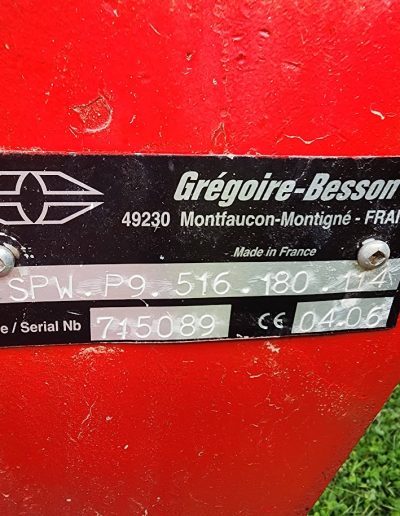 Grégoire-Besson
49230 Montfaucon-Montigné - FRAN
Made in France
SPW.P9.516.180.114
e / Serial Nb 715089 CE 04.06